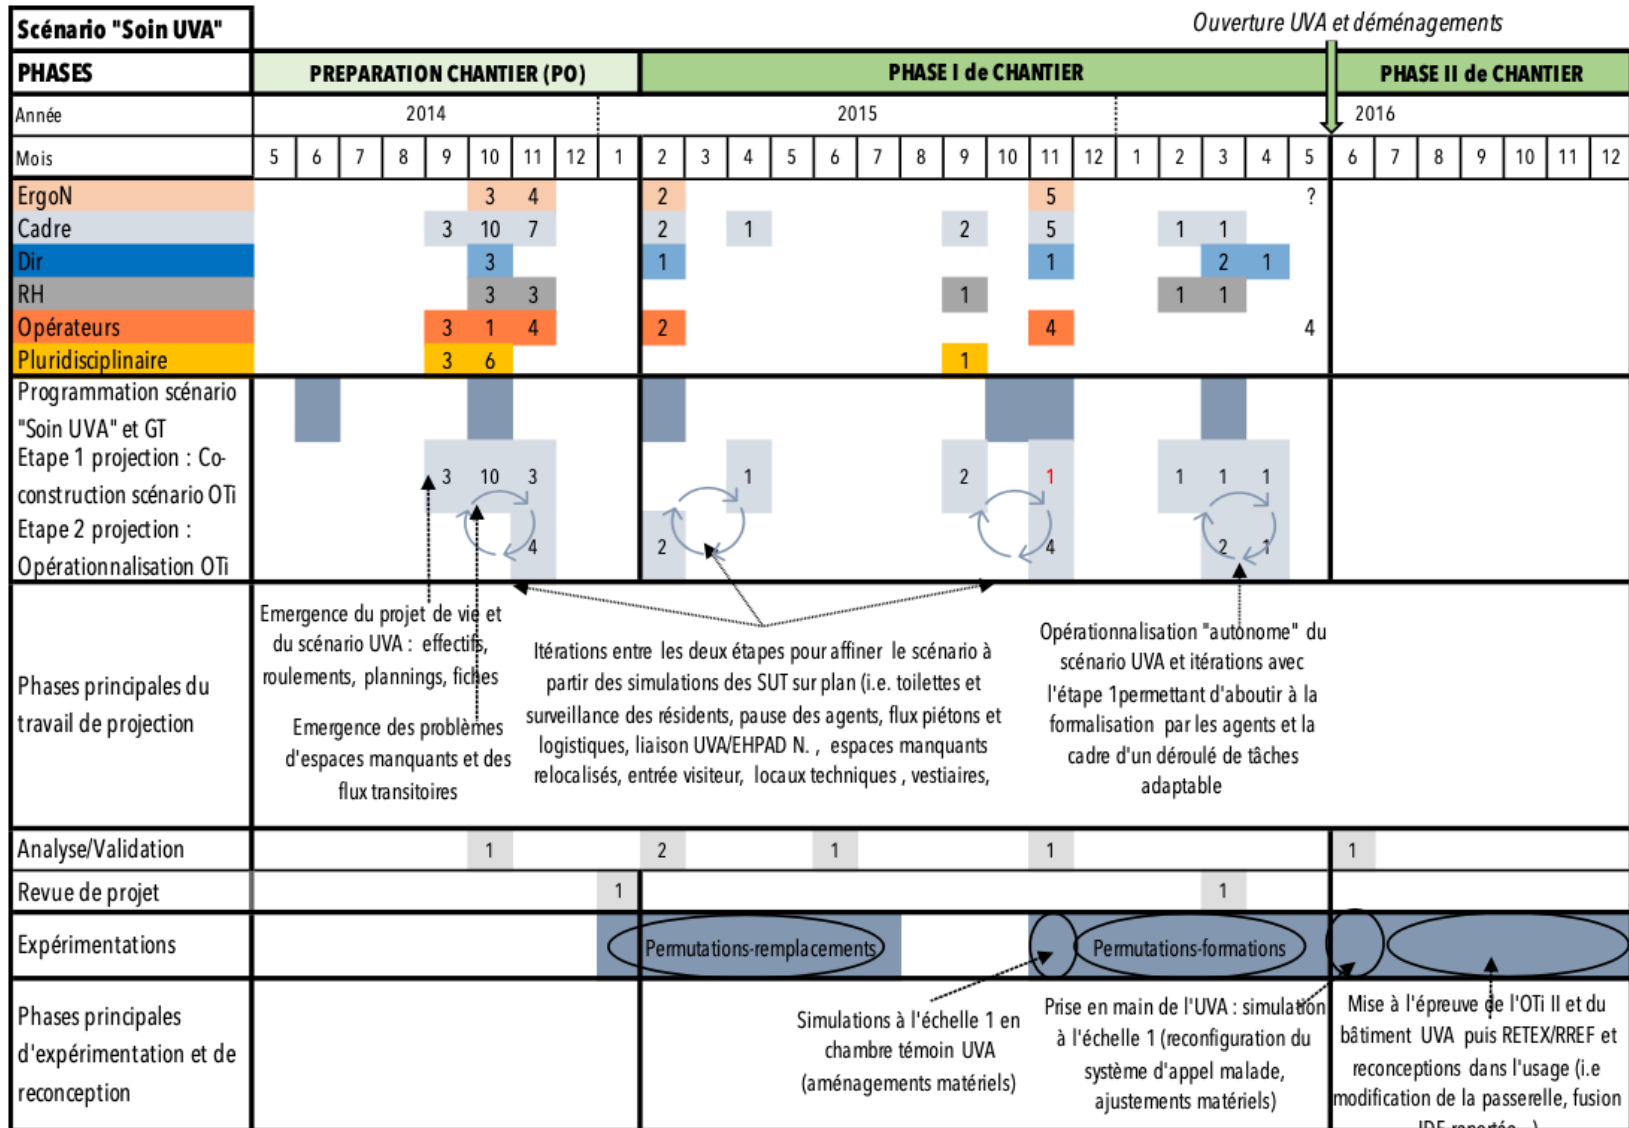 Scénario "Soin UVA"
Ouverture UVA et déménagements
PHASES PREPARATION CHANTIER (PO) PHASE I de CHANTIER PHASE II de CHANTIER
Année 2014 2015 2016
Mois 5 6 7 8 9 10 11 12 1 2 3 4 5 6 7 8 9 10 11 12 1 2 3 4 5 6 7 8 9 10 11 12
ErgoN 3 4 2 5 ?
Cadre 3 10 7 2 1 2 5 1 1
Dir 3 1 1 2 1
RH 3 3 1 1 1
Opérateurs 3 1 4 2 4 4
Pluridisciplinaire 3 6 1
Programmation scénario
"Soin UVA" et GT
Etape 1 projection : Co-
construction scénario OTi
3 10 3 1 2 1 1 1 1
Etape 2 projection :
Opérationnalisation OTi
4 2 4 2 1
Phases principales du
travail de projection
Emergence du projet de vie et
du scénario UVA : effectifs,
roulements, plannings, fiches
Emergence des problèmes
d'espaces manquants et des
flux transitoires
Itérations entre les deux étapes pour affiner le scénario à
partir des simulations des SUT sur plan (i.e. toilettes et
surveillance des résidents, pause des agents, flux piétons et
logistiques, liaison UVA/EHPAD N. , espaces manquants
relocalisés, entrée visiteur, locaux techniques , vestiaires,
Opérationnalisation "autonome" du
scénario UVA et itérations avec
l'étape 1permettant d'aboutir à la
formalisation par les agents et la
cadre d'un déroulé de tâches
adaptable
Analyse/Validation 1 2 1 1 1
Revue de projet 1 1
Expérimentations Permutations-remplacements Permutations-formations
Phases principales
d'expérimentation et de
reconception
Simulations à l'échelle 1 en
chambre témoin UVA
(aménagements matériels)
Prise en main de l'UVA : simulation
à l'échelle 1 (reconfiguration du
système d'appel malade,
ajustements matériels)
Mise à l'épreuve de l'OTi II et du
bâtiment UVA puis RETEX/RREF et
reconceptions dans l'usage (i.e
modification de la passerelle, fusion